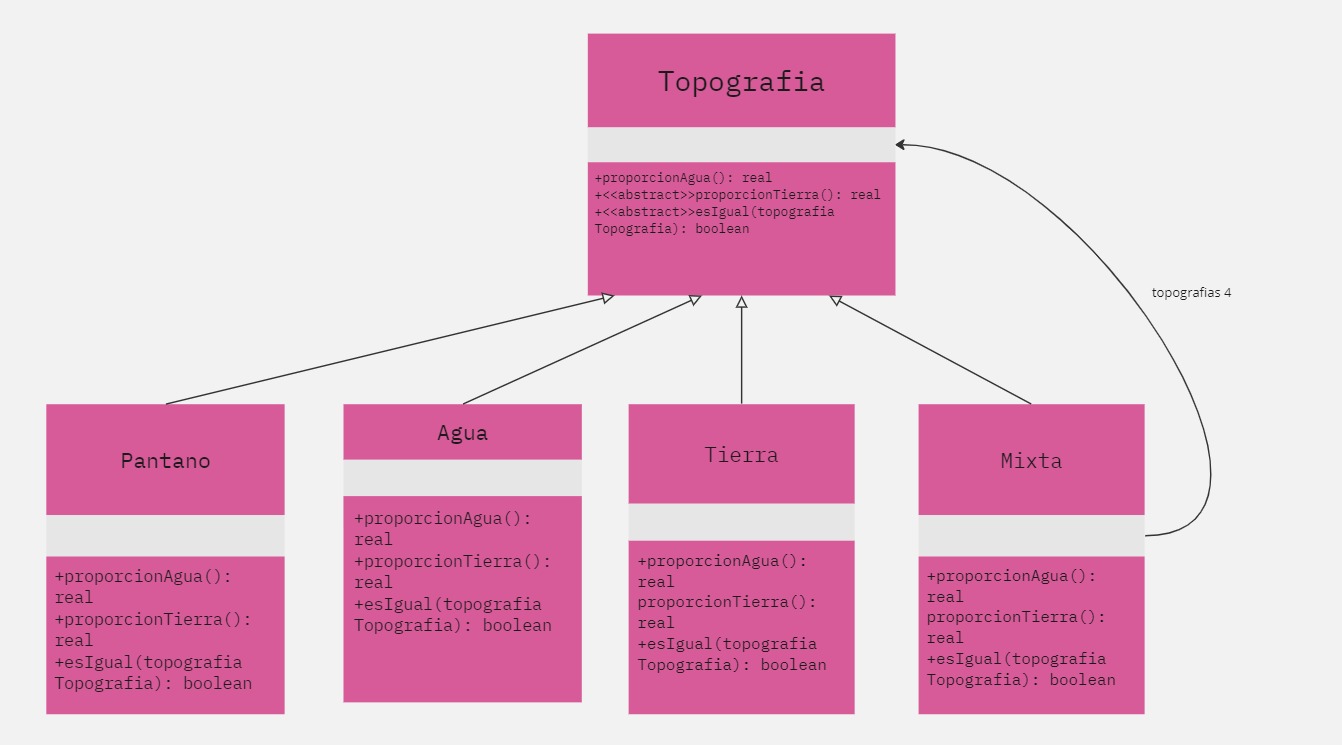 Topografia
+proporcionAgua(): real
+<<abstract>>proporcionTierra(): real
+<<abstract>>esIgual(topografia
Topografia): boolean
topografias 4
Pantano
+proporcionAgua():
real
+proporcionTierra():
real
+esIgual(topografia
Topografia): boolean
Agua
+proporcionAgua():
real
+proporcionTierra():
real
+esIgual(topografia
Topografia): boolean
Tierra
+proporcionAgua():
real
proporcionTierra():
real
+esIgual(topografia
Topografia): boolean
Mixta
+proporcionAgua():
real
proporcionTierra():
real
+esIgual(topografia
Topografia): boolean